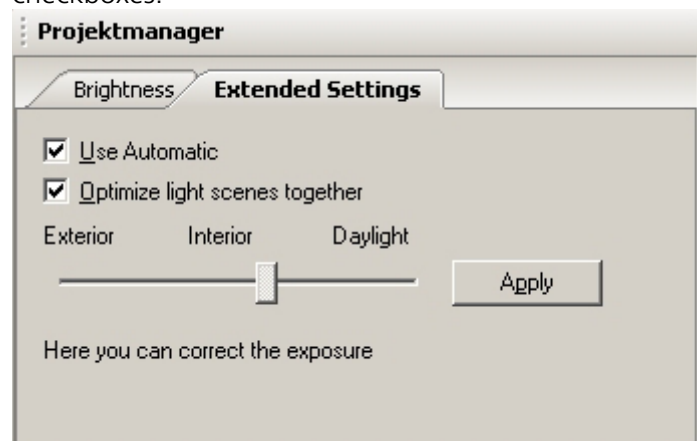 checkboxes.
Projektmanager
Brightness Extended Settings
Use Automatic
Optimize light scenes together
Exterior Interior Daylight
Apply
Here you can correct the exposure